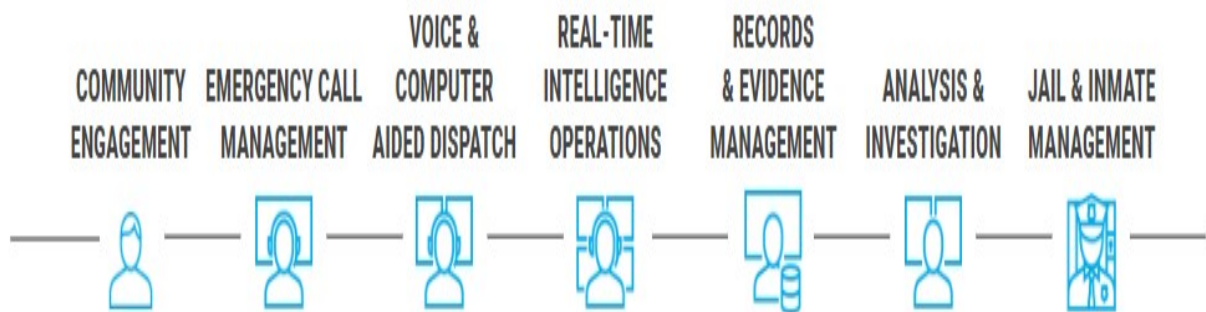 COMMUNITY
ENGAGEMENT
EMERGENCY CALL
MANAGEMENT
VOICE &
COMPUTER
AIDED DISPATCH
REAL-TIME
INTELLIGENCE
OPERATIONS
RECORDS
& EVIDENCE
MANAGEMENT
ANALYSIS &
INVESTIGATION
JAIL & INMATE
MANAGEMENT